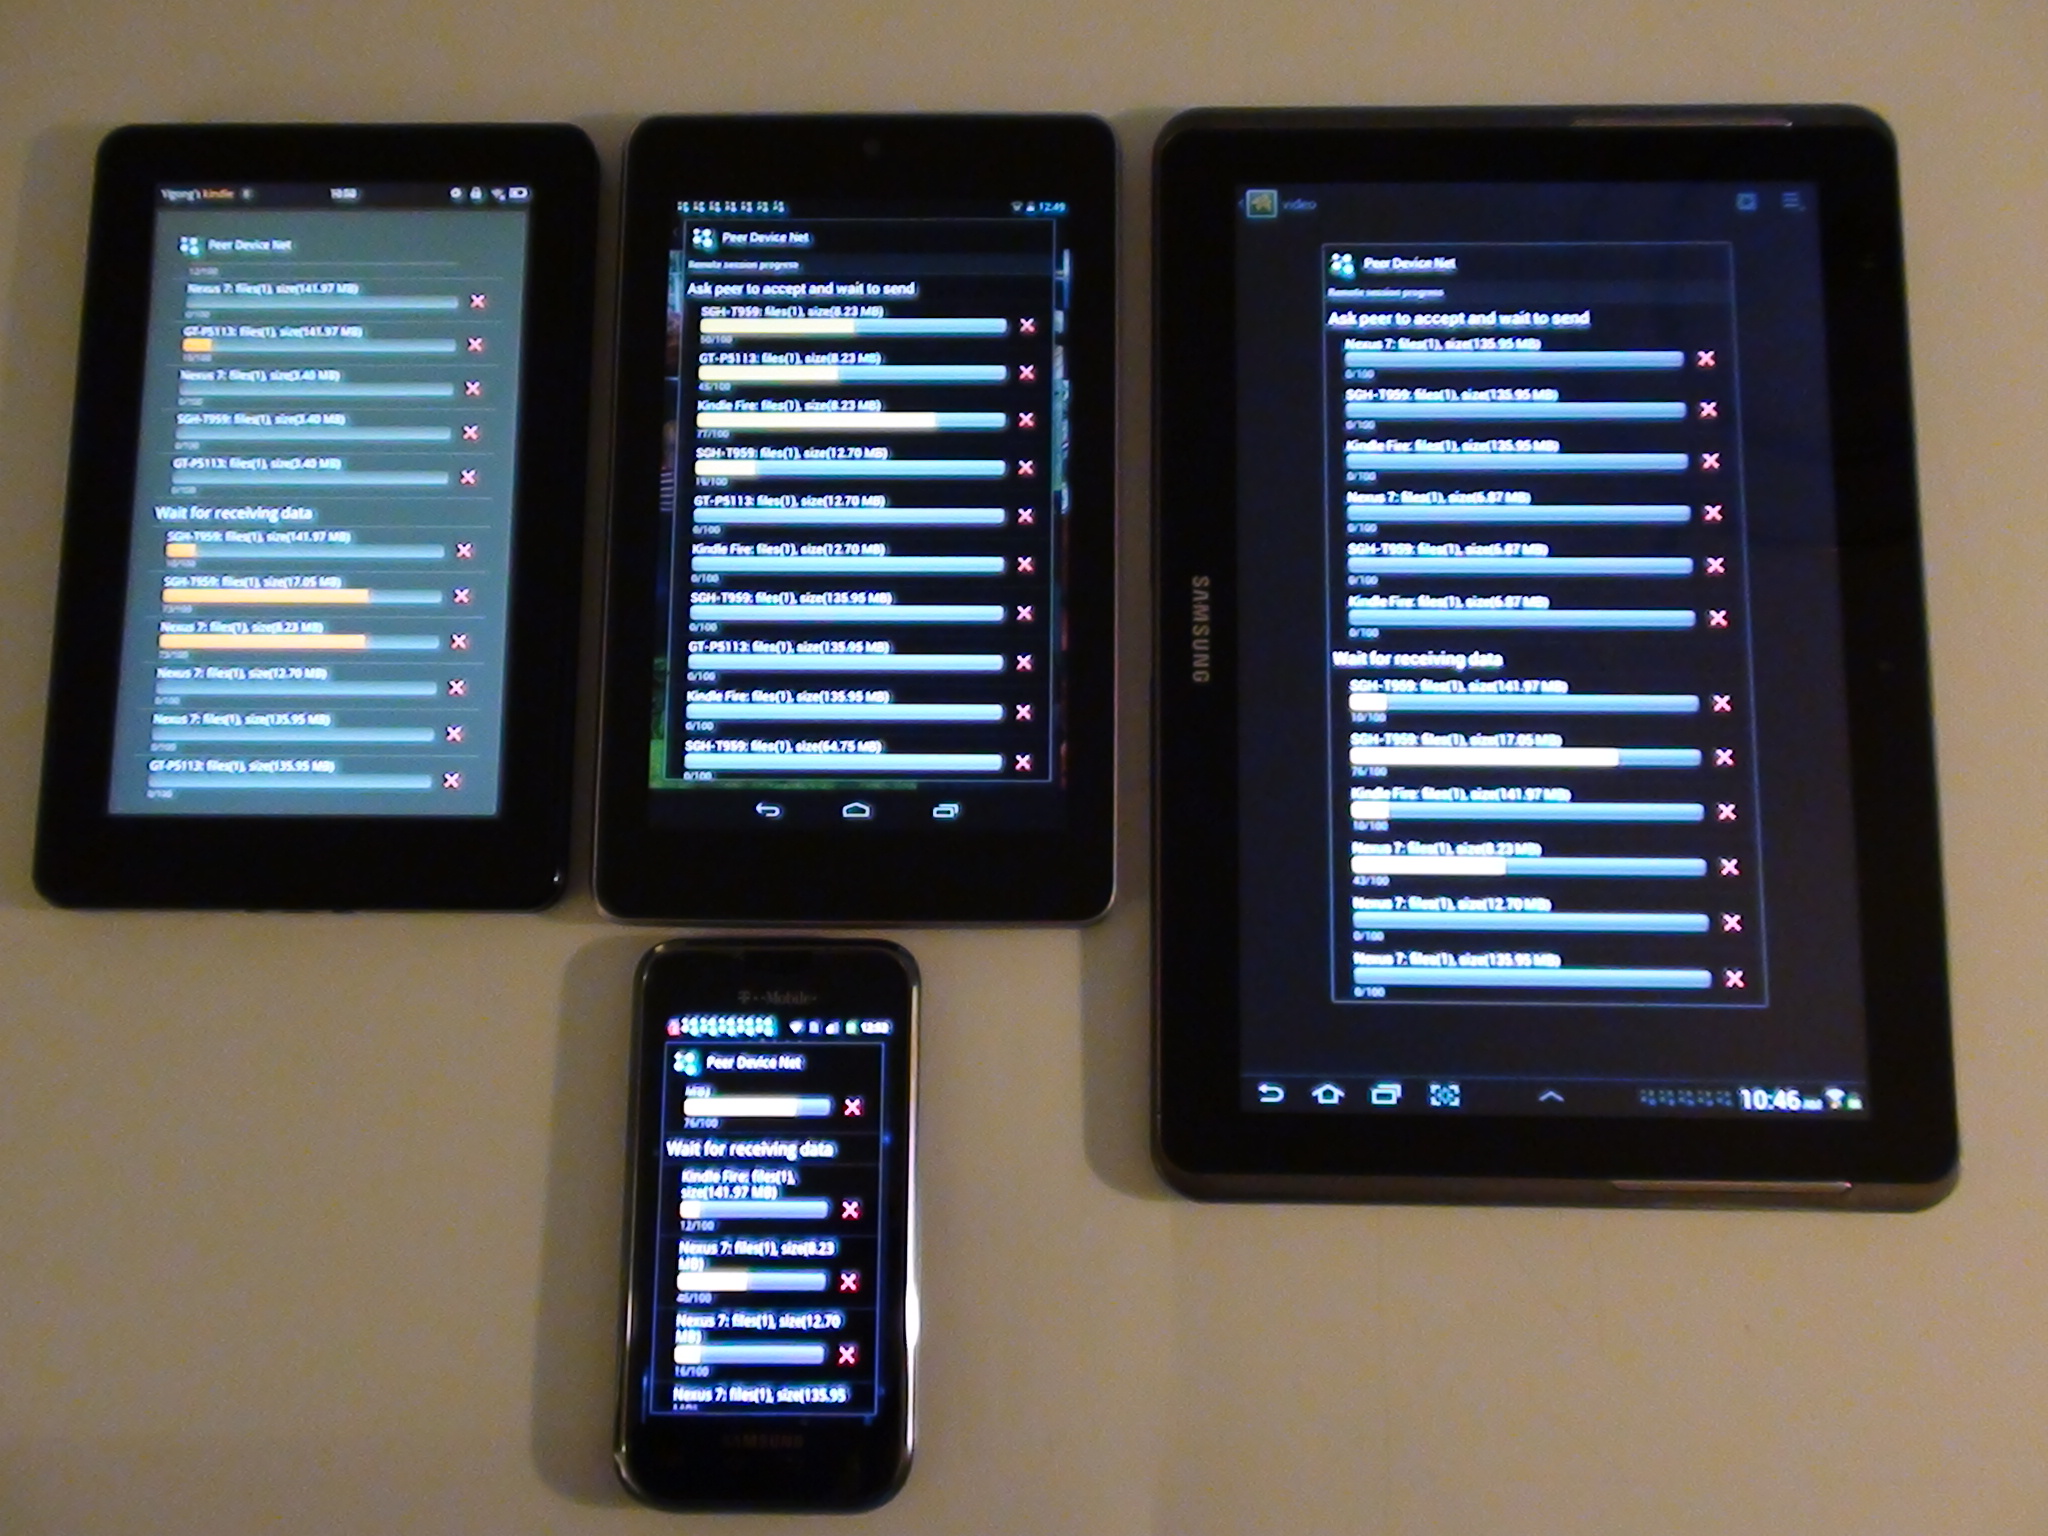 Yigong's kindle
Peer Device Net
12/100
Nexus 7: files(1), size(141.97 MB)
0/100
GT-P5113: files(1), size(141.97 MB)
10/100
Nexus 7: files(1), size(3.40 MB)
0/100
SGH-T959: files(1), size(3.40 MB)
0/100
GT-P5113: files(1), size(3.40 MB)
0/100
Wait for receiving data
SGH-T959: files(1), size(141.97 MB)
10/100
SGH-T959: files(1), size(17.05 MB)
73/100
Nexus 7: files(1), size(8.23 MB)
73/100
Nexus 7: files(1), size(12.70 MB)
0/100
Nexus 7: files(1), size(135.95 MB)
0/100
GT-P5113: files(1), size(135.95 MB)
0/100
12:49
Peer Device Net
Remote session progress
Ask peer to accept and wait to send
SGH-T959: files(1), size(8.23 MB)
50/100
GT-P5113: files(1), size(8.23 MB)
45/100
Kindle Fire: files(1), size(8.23 MB)
77/100
SGH-T959: files(1), size(12.70 MB)
19/100
GT-P5113: files(1), size(12.70 MB)
0/100
Kindle Fire: files(1), size(12.70 MB)
0/100
SGH-T959: files(1), size(135.95 MB)
0/100
GT-P5113: files(1), size(135.95 MB)
0/100
Kindle Fire: files(1), size(135.95 MB)
0/100
SGH-T959: files(1), size(64.75 MB)
0/100
video
Peer Device Net
Remote session progress
Ask peer to accept and wait to send
Nexus 7: files(1), size(135.95 MB)
0/100
SGH-T959: files(1), size(135.95 MB)
0/100
Kindle Fire: files(1), size(135.95 MB)
0/100
Nexus 7: files(1), size(6.87 MB)
0/100
SGH-T959: files(1), size(6.87 MB)
0/100
Kindle Fire: files(1), size(6.87 MB)
0/100
Wait for receiving data
SGH-T959: files(1), size(141.97 MB)
10/100
SGH-T959: files(1), size(17.05 MB)
76/100
Kindle Fire: files(1), size(141.97 MB)
10/100
Nexus 7: files(1), size(8.23 MB)
43/100
Nexus 7: files(1), size(12.70 MB)
0/100
Nexus 7: files(1), size(135.95 MB)
0/100
10:46
SAMSUNG
T-Mobile
Peer Device Net
MB)
76/100
Wait for receiving data
Kindle Fire: files(1),
size(141.97 MB)
12/100
Nexus 7: files(1), size(8.23
MB)
46/100
Nexus 7: files(1), size(12.70
MB)
16/100
Nexus 7: files(1), size(135.95
SAMSUNG